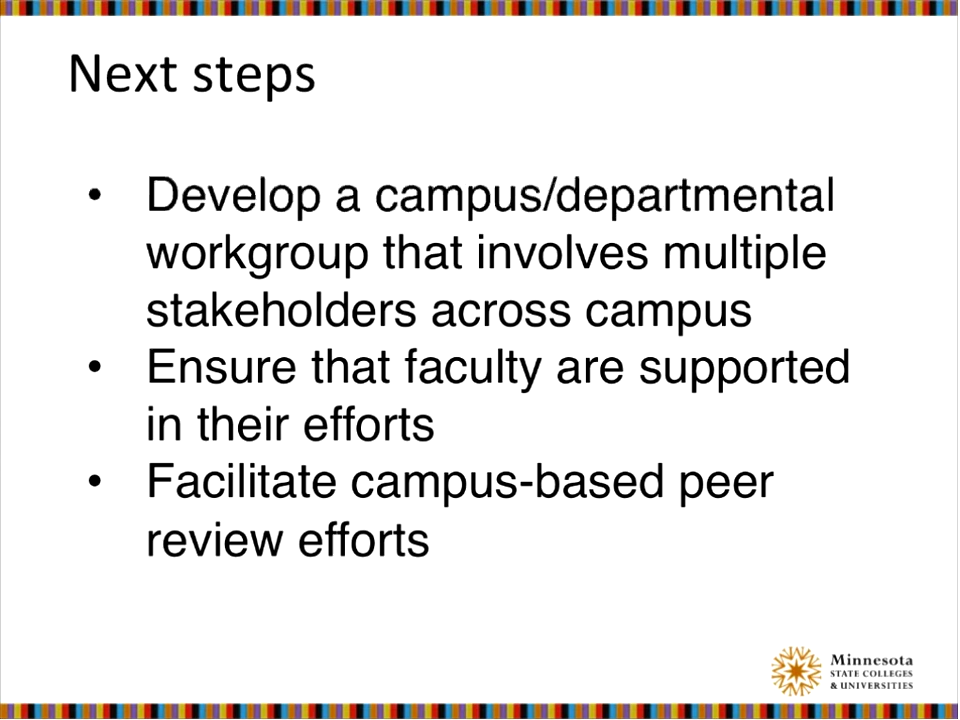 Next steps
• Develop a campus/departmental
workgroup that involves multiple
stakeholders across campus
• Ensure that faculty are supported
in their efforts
• Facilitate campus-based peer
review efforts
Minnesota
STATE COLLEGES
& UNIVERSITIES